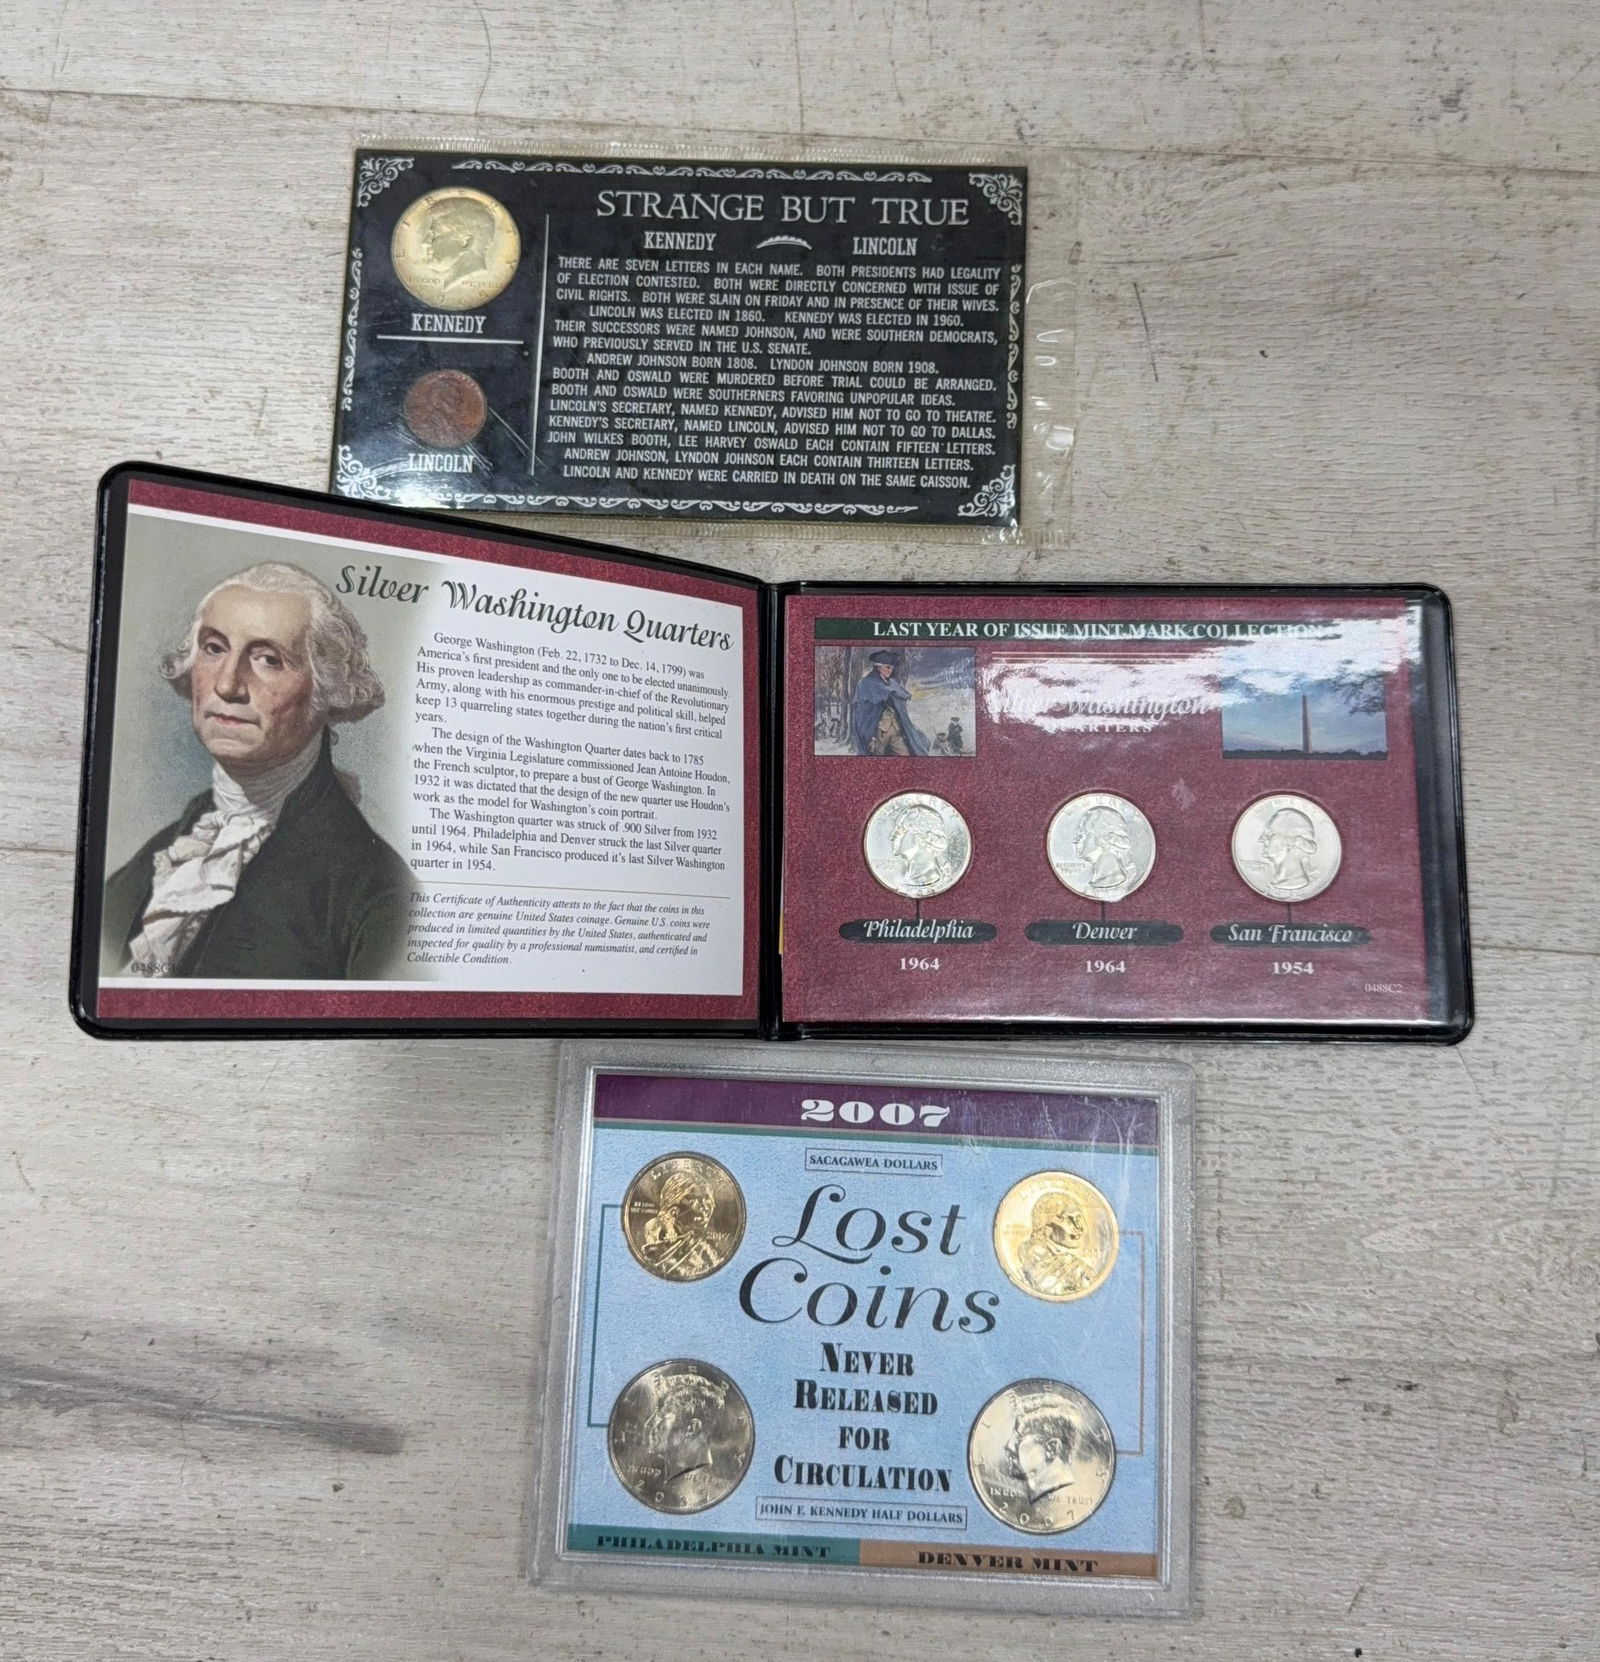 STRANGE BUT TRUE
KENNEDY LINCOLN
THERE ARE SEVEN LETTERS IN EACH NAME. BOTH PRESIDENTS HAD LEGALITY
OF ELECTION CONTESTED. BOTH WERE DIRECTLY CONCERNED WITH ISSUE OF
CIVIL RIGHTS. BOTH WERE SLAIN ON FRIDAY AND IN PRESENCE OF THEIR WIVES.
LINCOLN WAS ELECTED IN 1860. KENNEDY WAS ELECTED IN 1960.
THEIR SUCCESSORS WERE NAMED JOHNSON, AND WERE SOUTHERN DEMOCRATS,
WHO PREVIOUSLY SERVED IN THE U.S. SENATE.
ANDREW JOHNSON BORN 1808. LYNDON JOHNSON BORN 1908.
BOOTH AND OSWALD WERE MURDERED BEFORE TRIAL COULD BE ARRANGED.
BOOTH AND OSWALD WERE SOUTHERNERS FAVORING UNPOPULAR IDEAS.
LINCOLN'S SECRETARY, NAMED KENNEDY, ADVISED HIM NOT TO GO TO THEATRE.
KENNEDY'S SECRETARY, NAMED LINCOLN, ADVISED HIM NOT TO GO TO DALLAS.
JOHN WILKES BOOTH, LEE HARVEY OSWALD EACH CONTAIN FIFTEEN LETTERS.
ANDREW JOHNSON, LYNDON JOHNSON EACH CONTAIN THIRTEEN LETTERS.
LINCOLN AND KENNEDY WERE CARRIED IN DEATH ON THE SAME CAISSON.
KENNEDY
LINCOLN
Silver Washington Quarters
George Washington (Feb. 22, 1732 to Dec. 14, 1799) was
America's first president and the only one to be elected unanimously.
His proven leadership as commander-in-chief of the Revolutionary
Army, along with his enormous prestige and political skill, helped
keep 13 quarreling states together during the nation's first critical
years.
The design of the Washington Quarter dates back to 1785
when the Virginia Legislature commissioned Jean Antoine Houdon,
the French sculptor, to prepare a bust of George Washington. In
1932 it was dictated that the design of the new quarter use Houdon's
work as the model for Washington's coin portrait.
The Washington quarter was struck of .900 Silver from 1932
until 1964. Philadelphia and Denver struck the last Silver quarter
in 1964, while San Francisco produced it's last Silver Washington
quarter in 1954.
This Certificate of Authenticity attests to the fact that the coins in this
collection are genuine United States coinage. Genuine U.S. coins were
produced in limited quantities by the United States, authenticated and
inspected for quality by a professional numismatist, and certified in
Collectible Condition.
0488C1
LAST YEAR OF ISSUE MINT MARK COLLECTION
Silver Washington
QUARTERS
Philadelphia Denver San Francisco
1964 1964 1954
0488C2
2007
SACAGAWEA DOLLARS
LIBERTY
2007
Lost
Coins
NEVER
RELEASED
FOR
CIRCULATION
IN GOD WE TRUST
2007
JOHN F. KENNEDY HALF DOLLARS
PHILADELPHIA MINT DENVER MINT